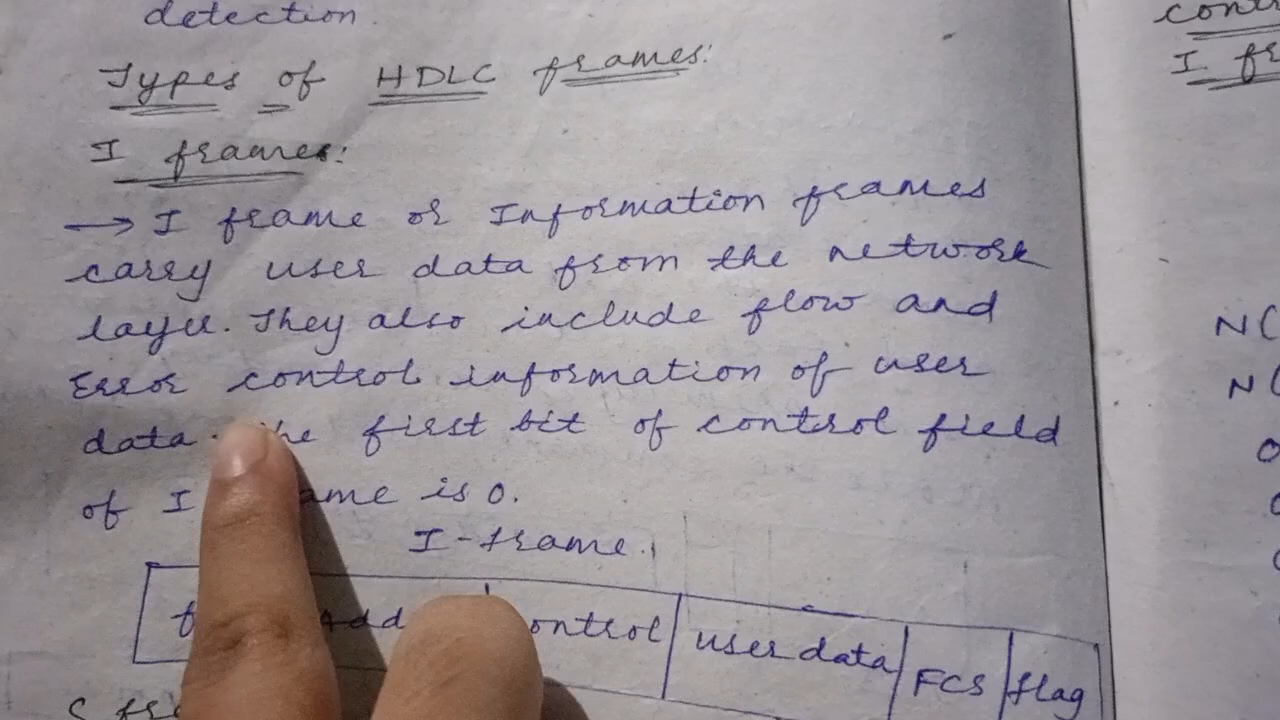 detection.
Types of HDLC frames:
I frames:
→ I frame or Information frames
carry user data from the network
layer. They also include flow and
Error control information of user
data. The first bit of control field
of I frame is 0.
I-frame.
Add control user data FCS flag
I
N(
N(